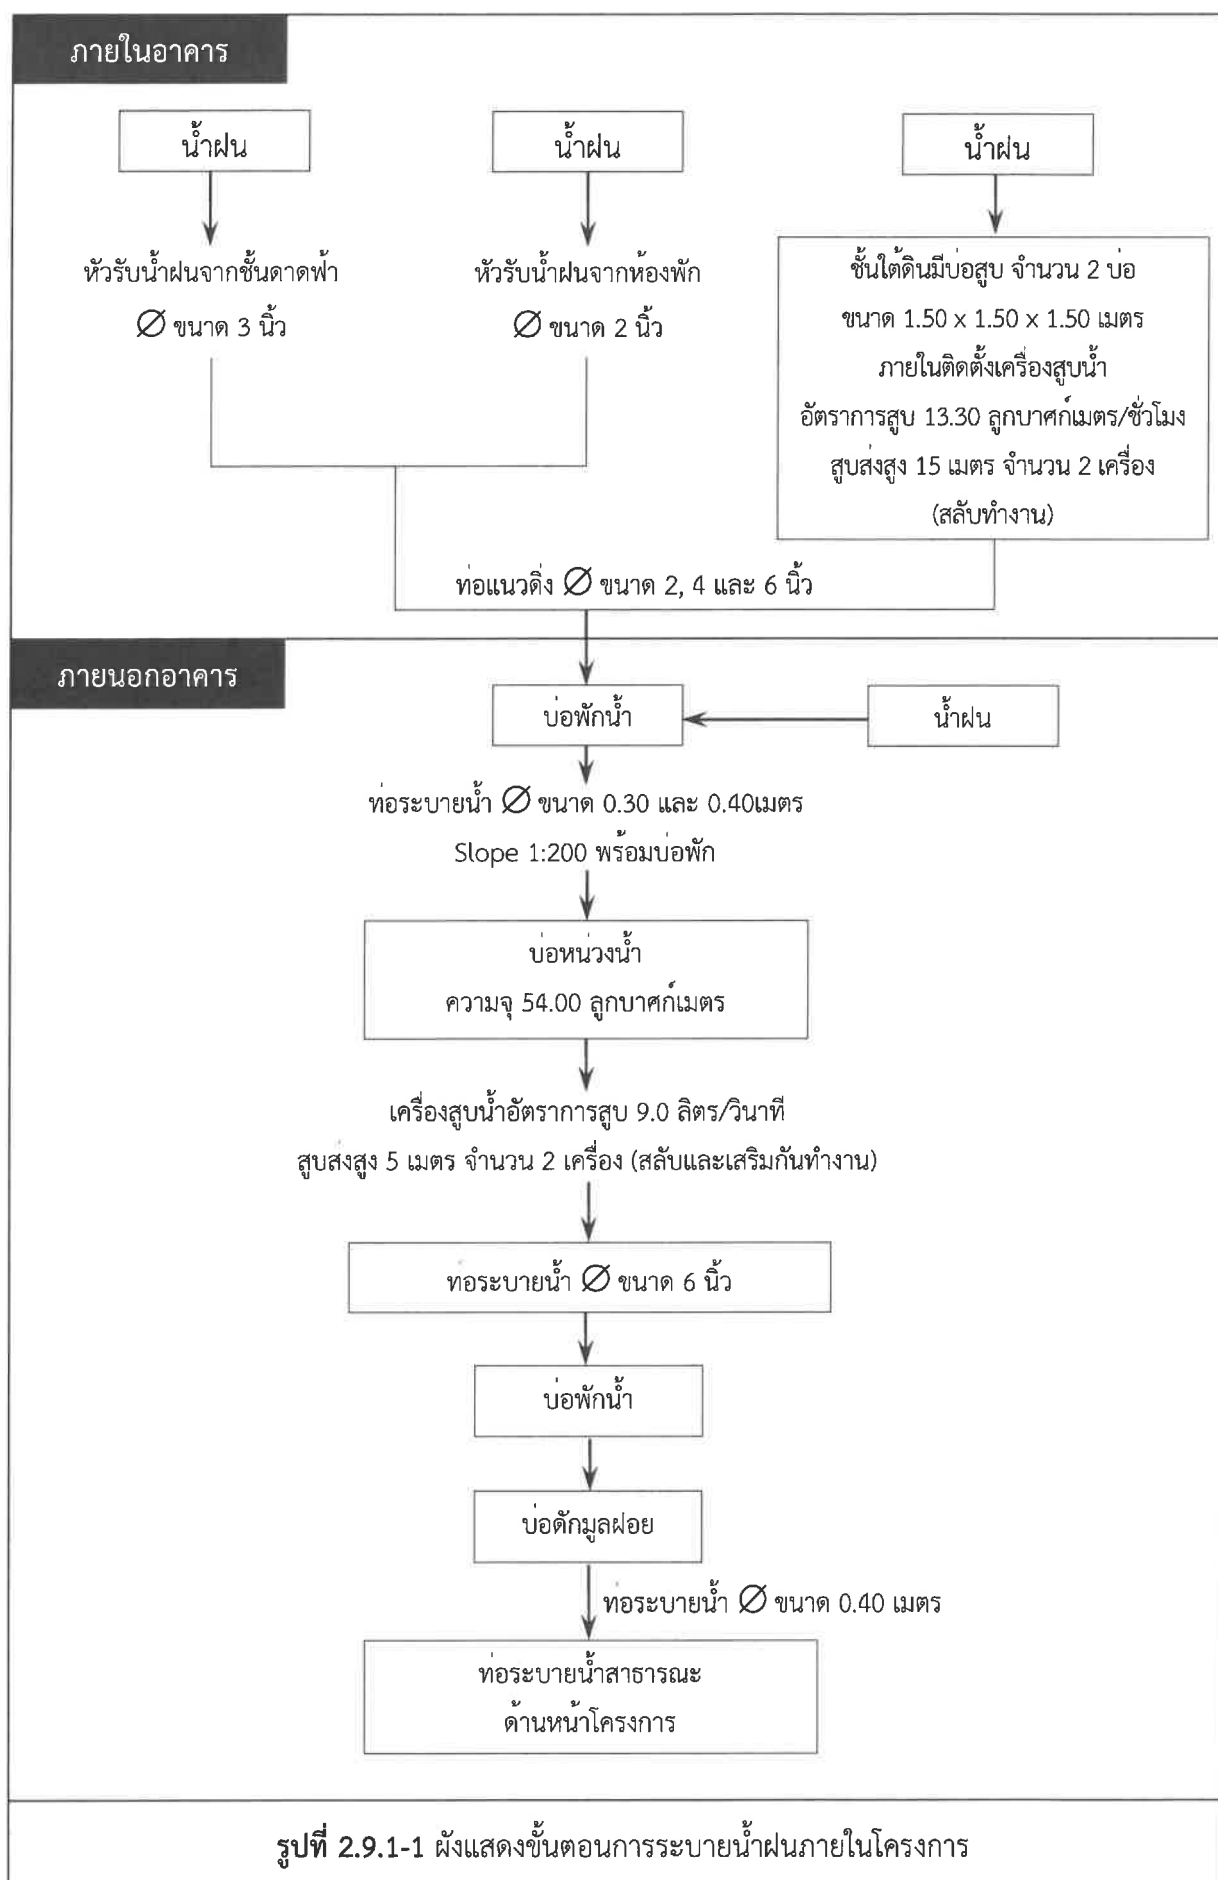 ภายในอาคาร
น้ำฝน
น้ำฝน
น้ำฝน
หัวรับน้ำฝนจากชั้นดาดฟ้า
∅ ขนาด 3 นิ้ว
หัวรับน้ำฝนจากห้องพัก
∅ ขนาด 2 นิ้ว
ชั้นใต้ดินมีบ่อสูบ จำนวน 2 บ่อ
ขนาด 1.50 x 1.50 x 1.50 เมตร
ภายในติดตั้งเครื่องสูบน้ำ
อัตราการสูบ 13.30 ลูกบาศก์เมตร/ชั่วโมง
สูบส่งสูง 15 เมตร จำนวน 2 เครื่อง
(สลับทำงาน)
ท่อแนวดิ่ง ∅ ขนาด 2, 4 และ 6 นิ้ว
ภายนอกอาคาร
บ่อพักน้ำ
น้ำฝน
ท่อระบายน้ำ ∅ ขนาด 0.30 และ 0.40เมตร
Slope 1:200 พร้อมบ่อพัก
บ่อหน่วงน้ำ
ความจุ 54.00 ลูกบาศก์เมตร
เครื่องสูบน้ำอัตราการสูบ 9.0 ลิตร/วินาที
สูบส่งสูง 5 เมตร จำนวน 2 เครื่อง (สลับและเสริมกันทำงาน)
ท่อระบายน้ำ ∅ ขนาด 6 นิ้ว
บ่อพักน้ำ
บ่อดักมูลฝอย
ท่อระบายน้ำ ∅ ขนาด 0.40 เมตร
ท่อระบายน้ำสาธารณะ
ด้านหน้าโครงการ
รูปที่ 2.9.1-1 ผังแสดงขั้นตอนการระบายน้ำฝนภายในโครงการ